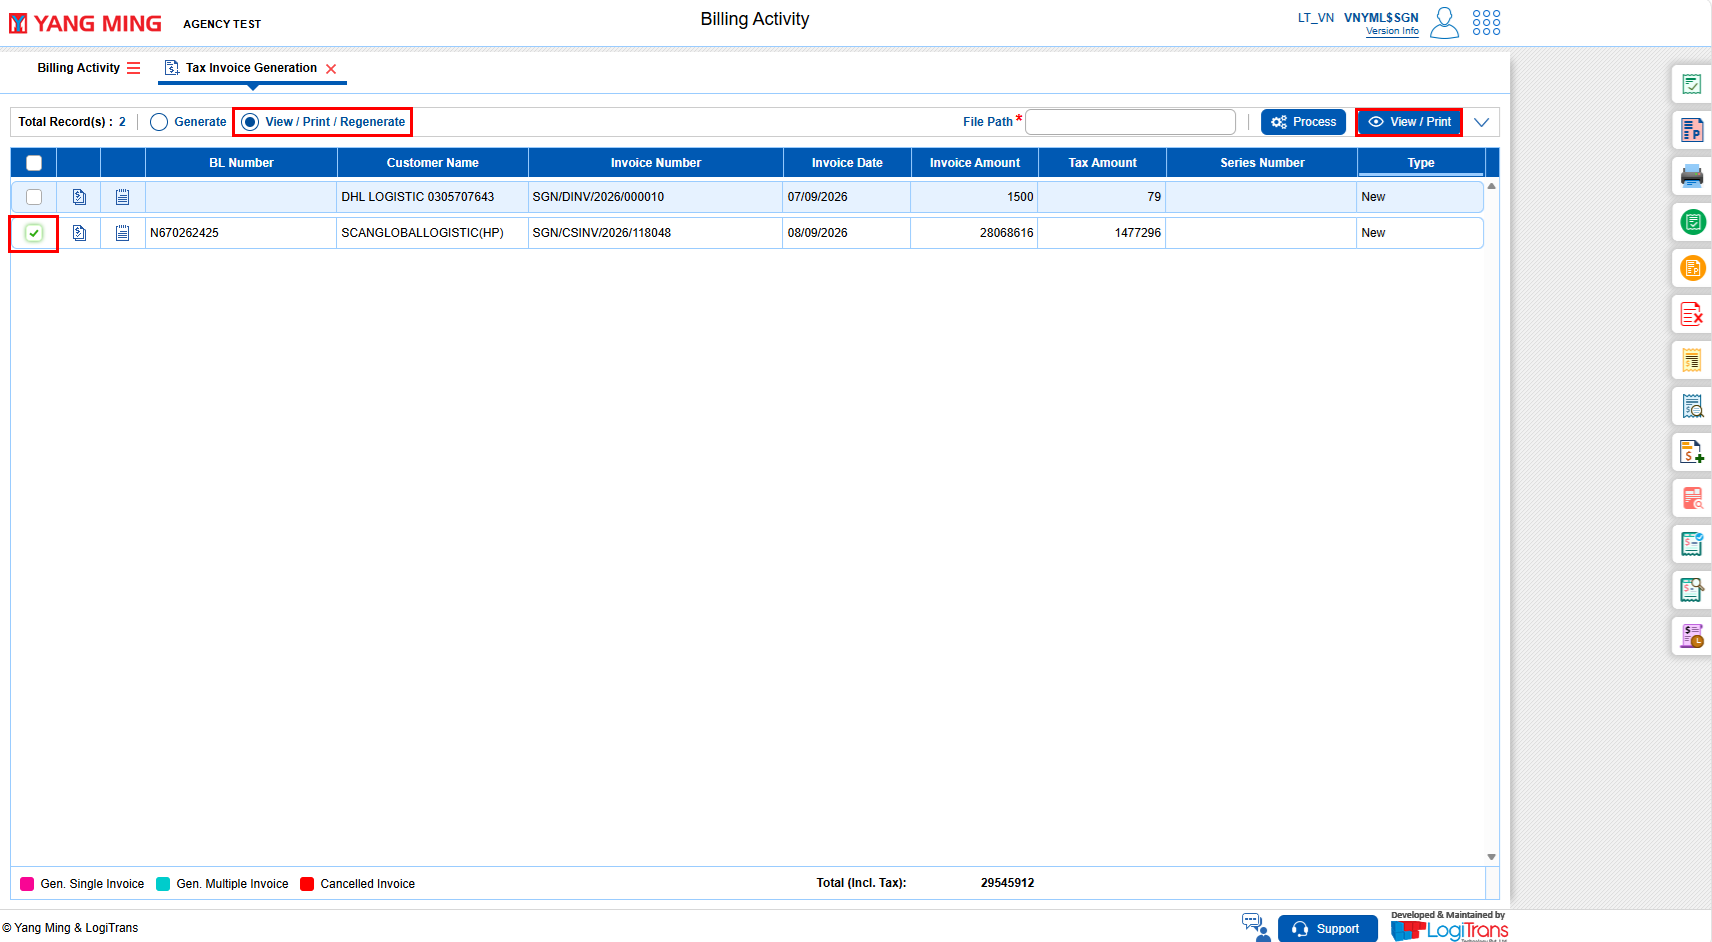 YANG MING AGENCY TEST Billing Activity LT_VN VNYML$SGN
Version Info
Billing Activity Tax Invoice Generation
Total Record(s) : 2 Generate View / Print / Regenerate File Path * Process View / Print
BL Number Customer Name Invoice Number Invoice Date Invoice Amount Tax Amount Series Number Type
DHL LOGISTIC 0305707643 SGN/DINV/2026/000010 07/09/2026 1500 79 New
N670262425 SCANGLOBALLOGISTIC(HP) SGN/CSINV/2026/118048 08/09/2026 28068616 1477296 New
Gen. Single Invoice Gen. Multiple Invoice Cancelled Invoice Total (Incl. Tax): 29545912
© Yang Ming & LogiTrans Support
Developed & Maintained by
LogiTrans
Technology Pvt. Ltd.